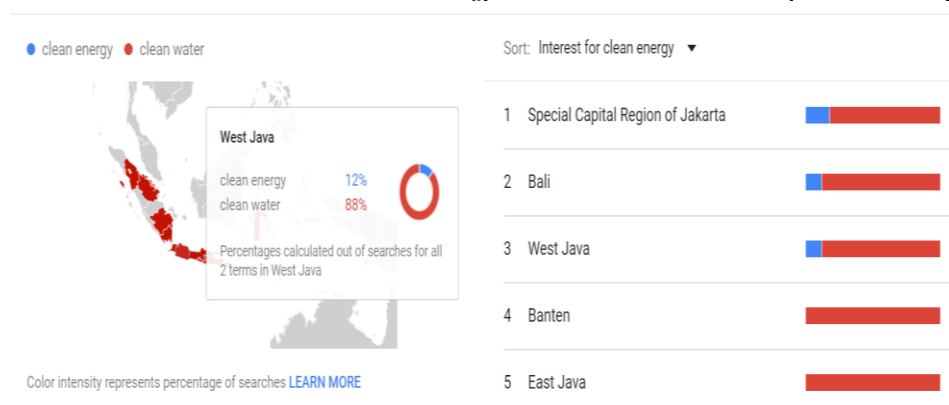 clean energy clean water
West Java
clean energy 12%
clean water 88%
Percentages calculated out of searches for all
2 terms in West Java
Color intensity represents percentage of searches LEARN MORE
Sort: Interest for clean energy
1 Special Capital Region of Jakarta
2 Bali
3 West Java
4 Banten
5 East Java